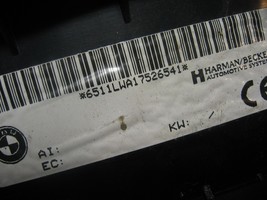 *6511LWA17526541*
HARMAN/BECKER
AUTOMOTIVE SYSTEMS
AI:
KW: /
EC:
CE